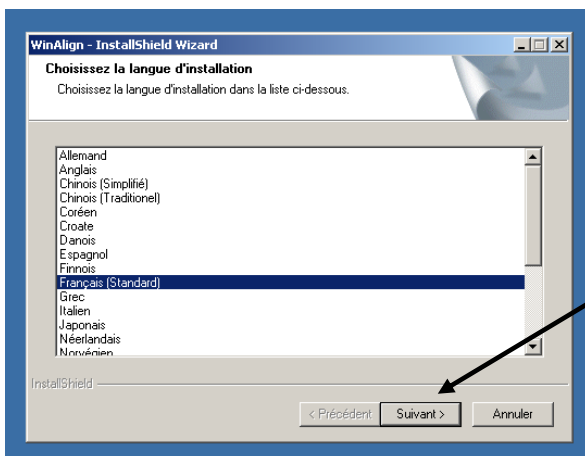 WinAlign - InstallShield Wizard
Choisissez la langue d'installation
Choisissez la langue d'installation dans la liste ci-dessous.
Allemand
Anglais
Chinois (Simplifié)
Chinois (Traditionel)
Coréen
Croate
Danois
Espagnol
Finnois
Français (Standard)
Grec
Italien
Japonais
Néerlandais
Norvégien
InstallShield
< Précédent Suivant > Annuler